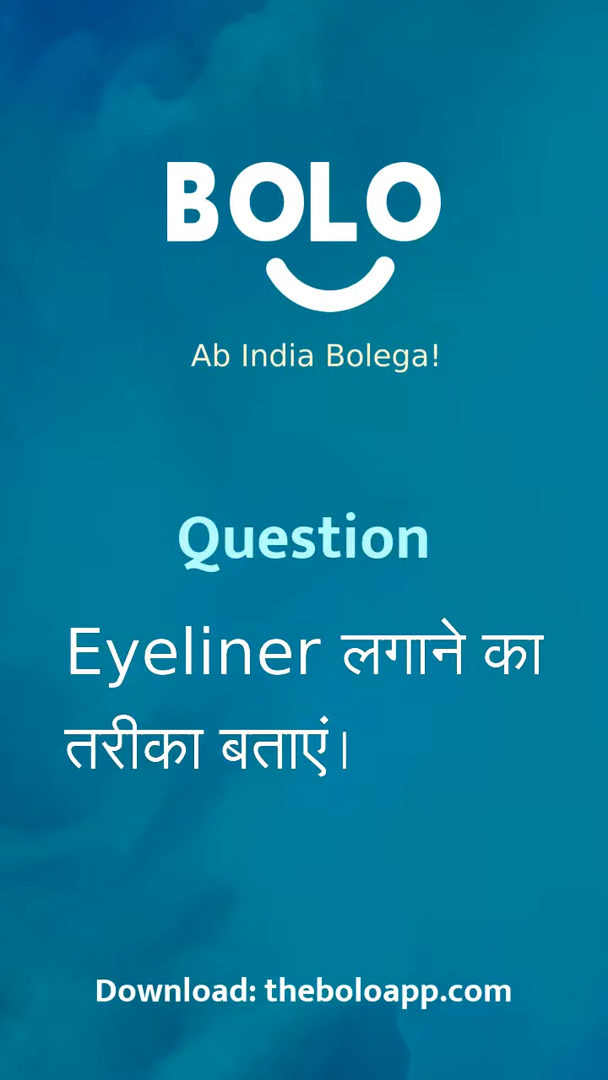 BOLO
Ab India Bolega!
Question
Eyeliner लगाने का
तरीका बताएं।
Download: theboloapp.com